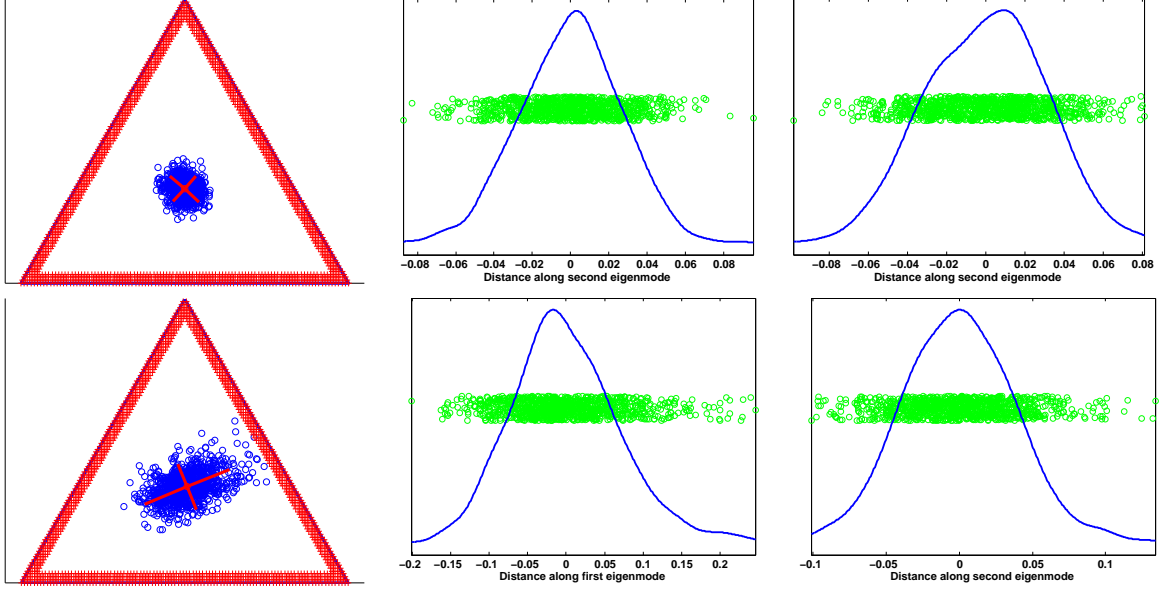 −0.08 −0.06 −0.04 −0.02 0 0.02 0.04 0.06 0.08
Distance along second eigenmode
−0.08 −0.06 −0.04 −0.02 0 0.02 0.04 0.06 0.08
Distance along second eigenmode
−0.2 −0.15 −0.1 −0.05 0 0.05 0.1 0.15 0.2
Distance along first eigenmode
−0.1 −0.05 0 0.05 0.1
Distance along second eigenmode